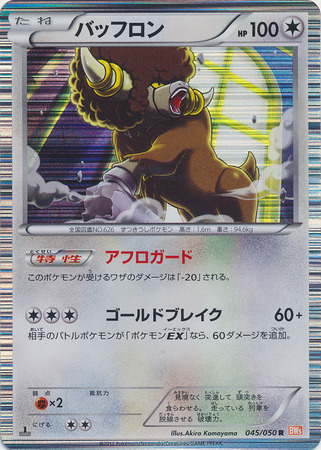 たね
バッフロン
HP 100
全国図鑑NO.626 ずつきうしポケモン 高さ:1.6m 重さ:94.6kg
とくせい
特性 アフロガード
このポケモンが受けるワザのダメージは「-20」される。
ゴールドブレイク 60+
相手のバトルポケモンが「ポケモンEX」なら、60ダメージを追加。
弱点 抵抗力
×2
にげる
見境なく 突進して 頭突きを
食らわせる。 走っている 列車を
脱線させる 破壊力。
Illus.Akira Komayama
BW5
045/050 R
©2012 Pokémon/Nintendo/Creatures/GAME FREAK.